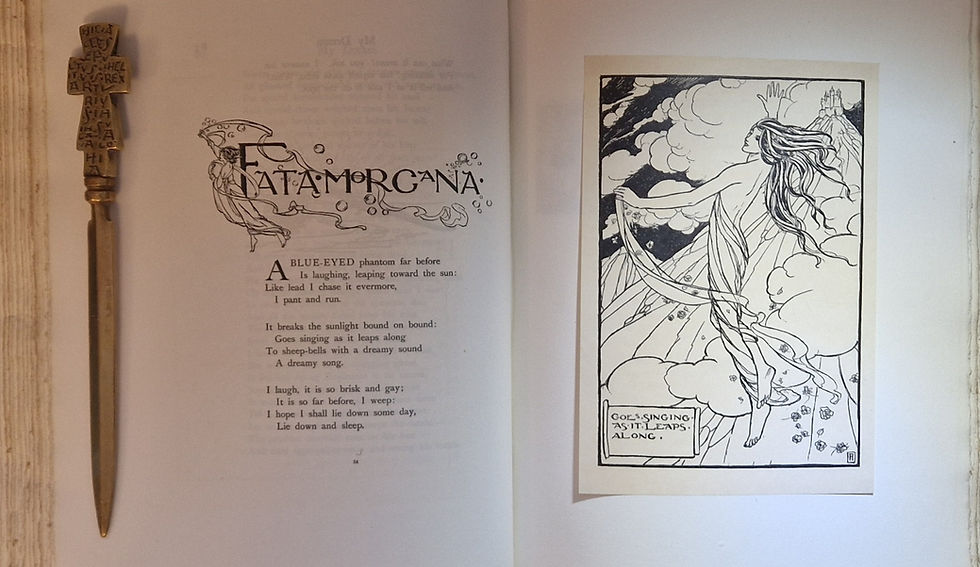 REX
ARTV
RIV
FATA·MORGANA·
A BLUE-EYED phantom far before
Is laughing, leaping toward the sun:
Like lead I chase it evermore,
I pant and run.
It breaks the sunlight bound on bound:
Goes singing as it leaps along
To sheep-bells with a dreamy sound
A dreamy song.
I laugh, it is so brisk and gay;
It is so far before, I weep:
I hope I shall lie down some day,
Lie down and sleep.
GOES·SINGING·
AS·IT·LEAPS·
ALONG.